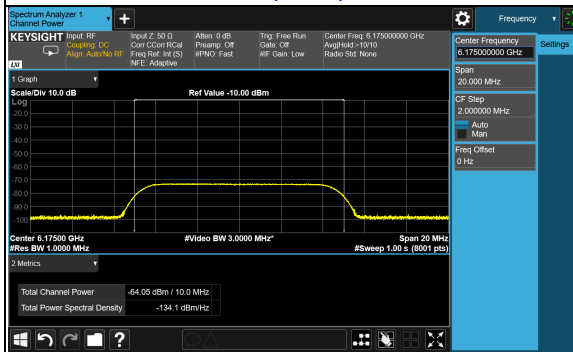 Spectrum Analyzer 1
Channel Power
Frequency
KEYSIGHT
Input: RF
Coupling: DC
Align: Auto/No RF
Input Z: 50 Ω
Corr CCorr RCal
Freq Ref: Int (S)
NFE: Adaptive
Atten: 0 dB
Preamp: Off
#PNO: Fast
Trig: Free Run
Gate: Off
#IF Gain: Low
Center Freq: 6.175000000 GHz
Avg|Hold:>10/10
Radio Std: None
LXI
Center Frequency
6.175000000 GHz
Settings
Span
20.000 MHz
CF Step
2.000000 MHz
Auto
Man
Freq Offset
0 Hz
1 Graph
Scale/Div 10.0 dB
Ref Value -10.00 dBm
Log
-20.0
-30.0
-40.0
-50.0
-60.0
-70.0
-80.0
-90.0
-100
Center 6.17500 GHz
#Video BW 3.0000 MHz*
Span 20 MHz
#Res BW 1.0000 MHz
#Sweep 1.00 s (8001 pts)
2 Metrics
Total Channel Power -64.05 dBm / 10.0 MHz
Total Power Spectral Density -134.1 dBm/Hz
?